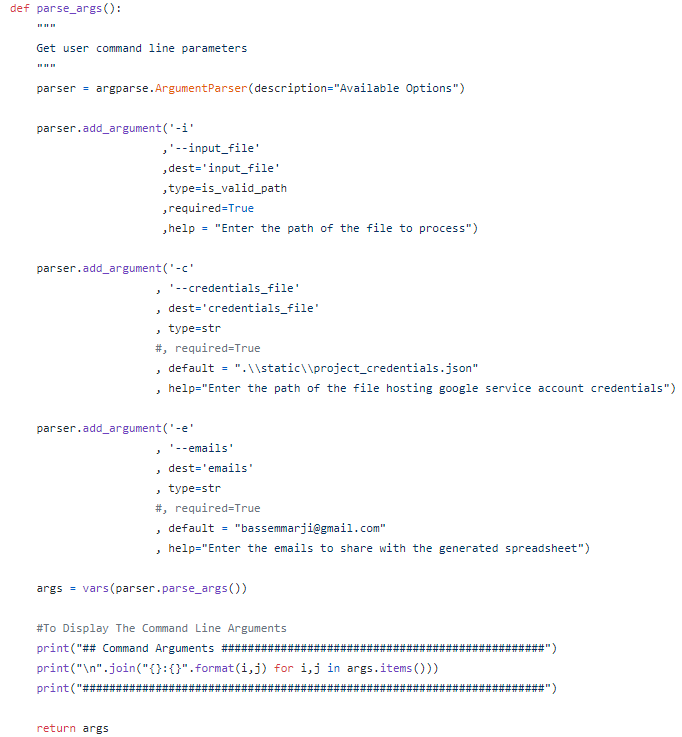 def parse_args():
    """
    Get user command line parameters
    """
    parser = argparse.ArgumentParser(description="Available Options")

    parser.add_argument('-i'
                       ,'--input_file'
                       ,dest='input_file'
                       ,type=is_valid_path
                       ,required=True
                       ,help = "Enter the path of the file to process")

    parser.add_argument('-c'
                      , '--credentials_file'
                      , dest='credentials_file'
                      , type=str
                      #, required=True
                      , default = ".\\static\\project_credentials.json"
                      , help="Enter the path of the file hosting google service account credentials")

    parser.add_argument('-e'
                      , '--emails'
                      , dest='emails'
                      , type=str
                      #, required=True
                      , default = "bassemmarji@gmail.com"
                      , help="Enter the emails to share with the generated spreadsheet")

    args = vars(parser.parse_args())

    #To Display The Command Line Arguments
    print("## Command Arguments #################################################")
    print("\n".join("{}:{}".format(i,j) for i,j in args.items()))
    print("######################################################################")

    return args